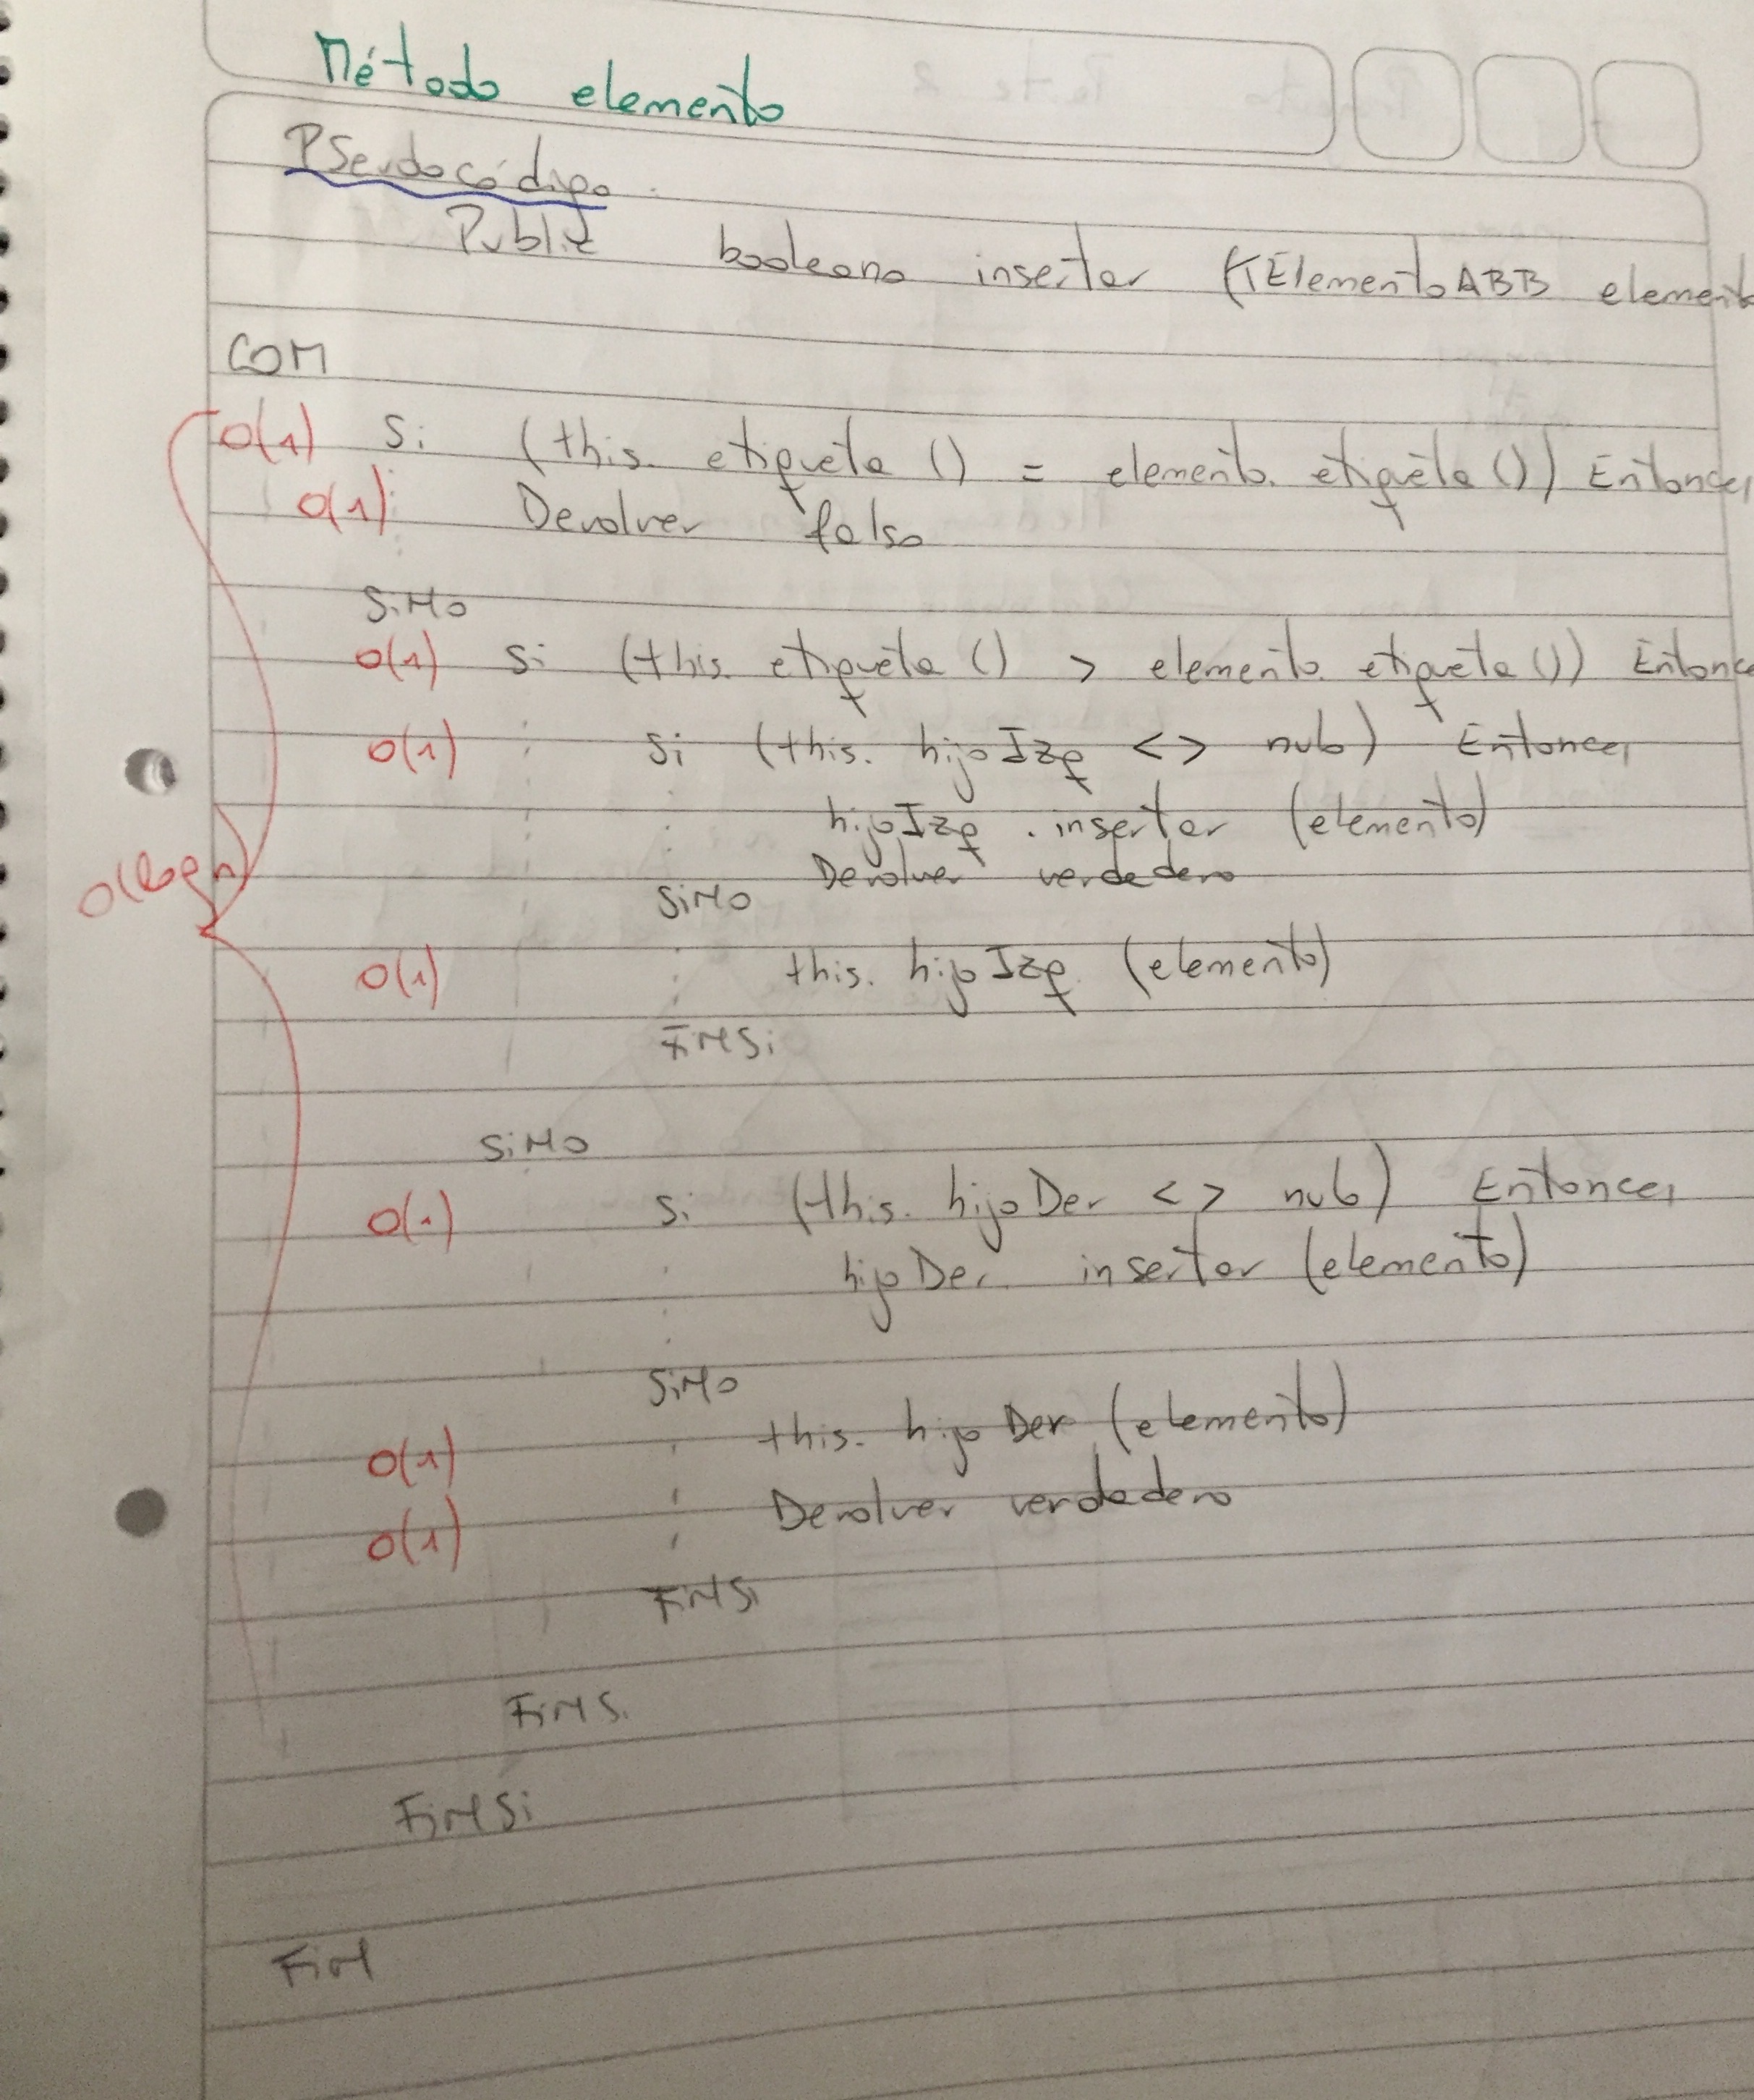 Método elemento
PSeudocódigo
Public booleano insertar (TElementoABB elemento
COM
O(1) Si (this. etiqueta () = elemento. etiqueta ()) Entonces
O(1) Devolver falso
SiNo
O(1) Si (this. etiqueta () > elemento. etiqueta ()) Entonce
O(1) Si (this. hijoIzq <> nulo) Entonces
hijoIzq . insertar (elemento)
Devolver verdadero
O(log n)
SiNo
O(1) this. hijoIzq (elemento)
FiNSi
SiNo
O(1) Si (this. hijoDer <> nulo) Entonces
hijoDer. insertar (elemento)
SiNo
O(1) this. hijoDer (elemento)
O(1) Devolver verdadero
FiNSi
FiNSi
FiNSi
FiN